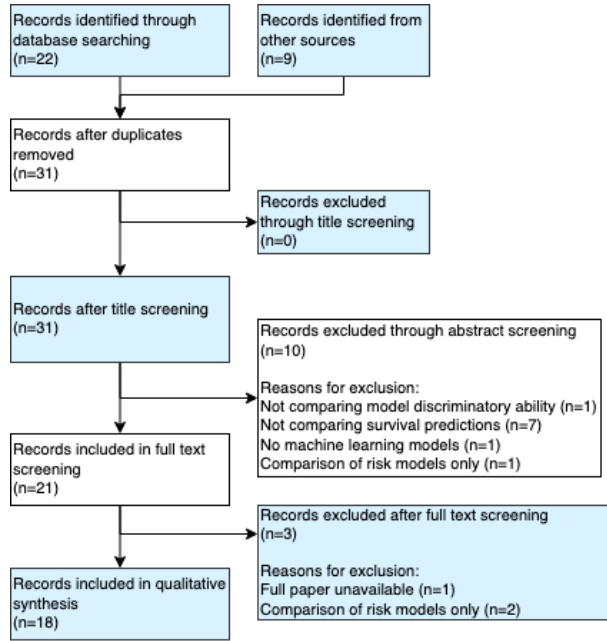 Records identified through
database searching
(n=22)
Records identified from
other sources
(n=9)
Records after duplicates
removed
(n=31)
Records excluded
through title screening
(n=0)
Records after title screening
(n=31)
Records excluded through abstract screening
(n=10)
Reasons for exclusion:
Not comparing model discriminatory ability (n=1)
Not comparing survival predictions (n=7)
No machine learning models (n=1)
Comparison of risk models only (n=1)
Records included in full text
screening
(n=21)
Records excluded after full text screening
(n=3)
Reasons for exclusion:
Full paper unavailable (n=1)
Comparison of risk models only (n=2)
Records included in qualitative
synthesis
(n=18)